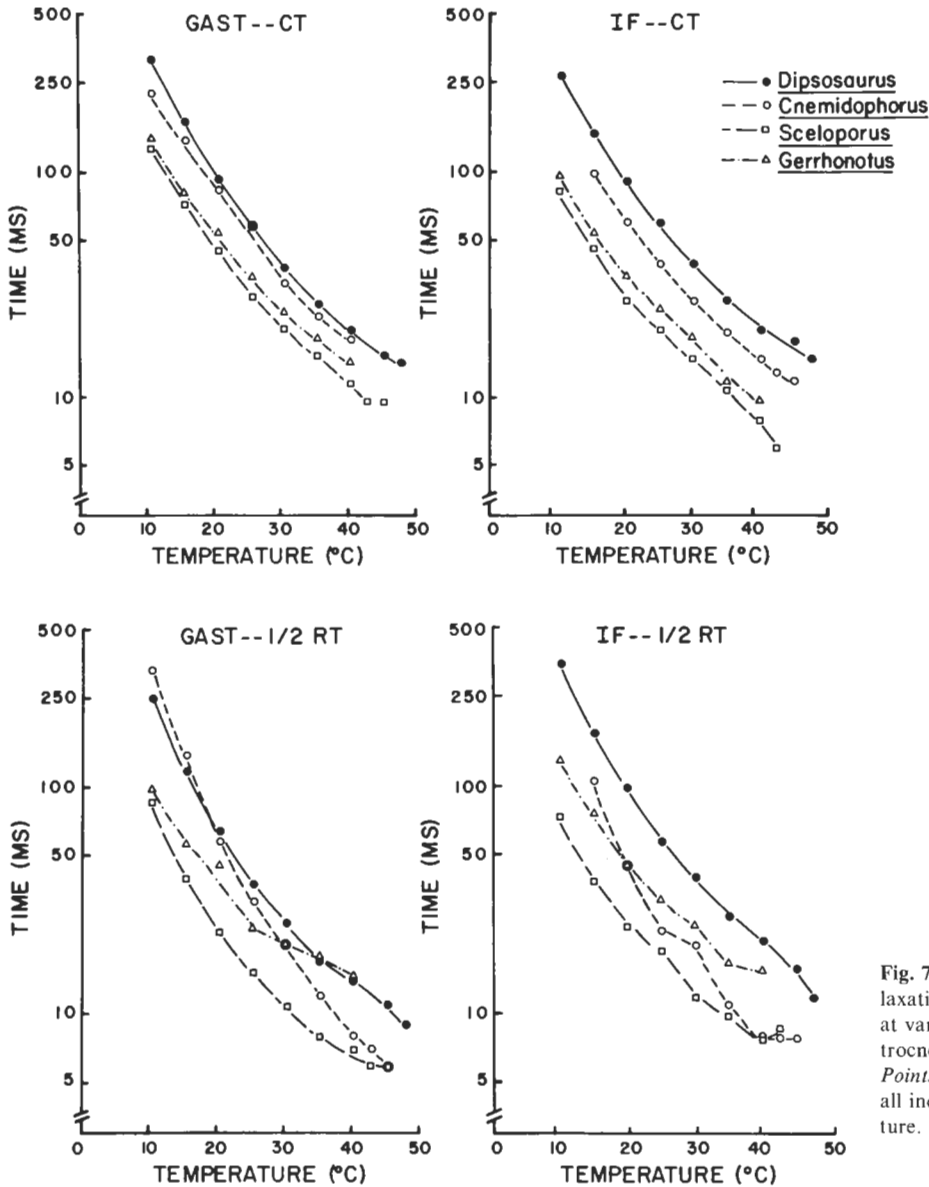 GAST--CT
500
250
100
50
10
5
0
10
20
30
40
50
TIME (MS)
TEMPERATURE (°C)
IF--CT
500
250
100
50
10
5
0
10
20
30
40
50
TIME (MS)
TEMPERATURE (°C)
Dipsosaurus
Cnemidophorus
Sceloporus
Gerrhonotus
GAST--1/2 RT
500
250
100
50
10
5
0
10
20
30
40
50
TIME (MS)
TEMPERATURE (°C)
IF--1/2 RT
500
250
100
50
10
5
0
10
20
30
40
50
TIME (MS)
TEMPERATURE (°C)
Fig. 7
laxati
at var
trocne
Points
all inc
ture.